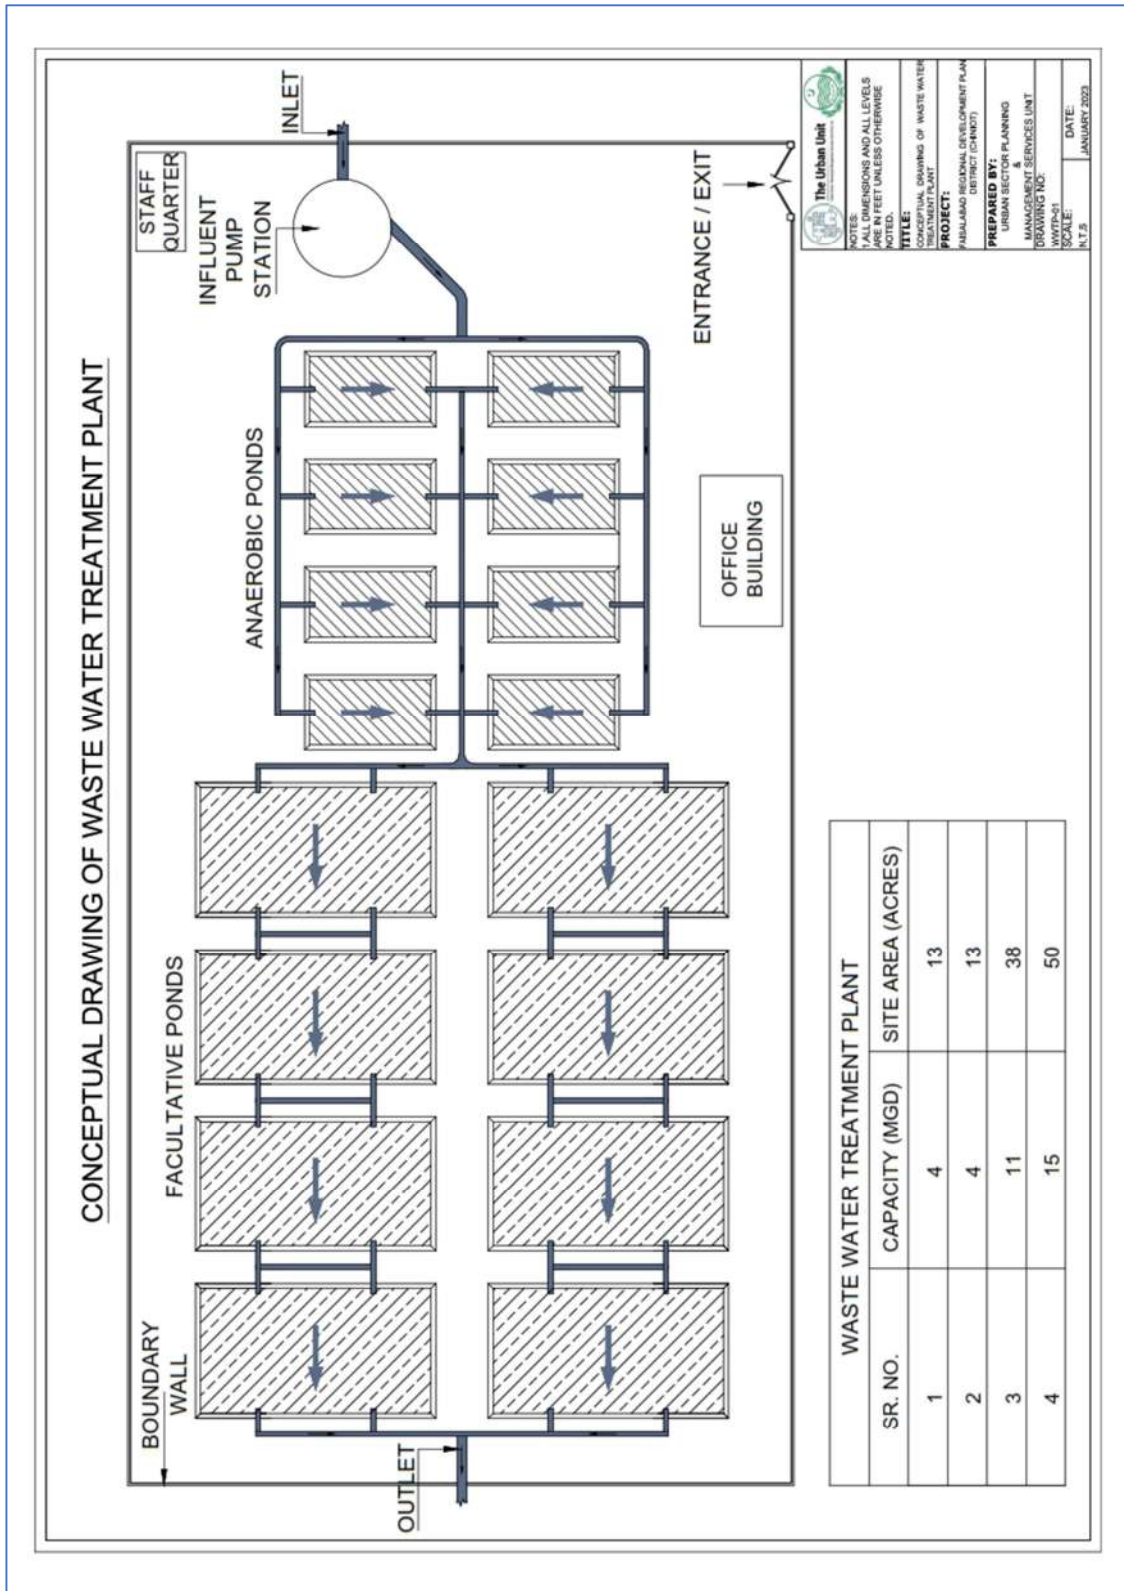 CONCEPTUAL DRAWING OF WASTE WATER TREATMENT PLANT
BOUNDARY
WALL
FACULTATIVE PONDS
ANAEROBIC PONDS
INFLUENT
PUMP
STATION
STAFF
QUARTER
INLET
OUTLET
OFFICE
BUILDING
ENTRANCE / EXIT
WASTE WATER TREATMENT PLANT
SR. NO. CAPACITY (MGD) SITE AREA (ACRES)
1 4 13
2 4 13
3 11 38
4 15 50
The Urban Unit
NOTES:
1.ALL DIMENSIONS AND ALL LEVELS
ARE IN FEET UNLESS OTHERWISE
NOTED.
TITLE:
CONCEPTUAL DRAWING OF WASTE WATER
TREATMENT PLANT
PROJECT:
FAISALABAD REGIONAL DEVELOPMENT PLAN
DISTRICT (CHINIOT)
PREPARED BY:
URBAN SECTOR PLANNING
&
MANAGEMENT SERVICES UNIT
DRAWING NO:
WWTP-01
SCALE: DATE:
N.T.S JANUARY 2023